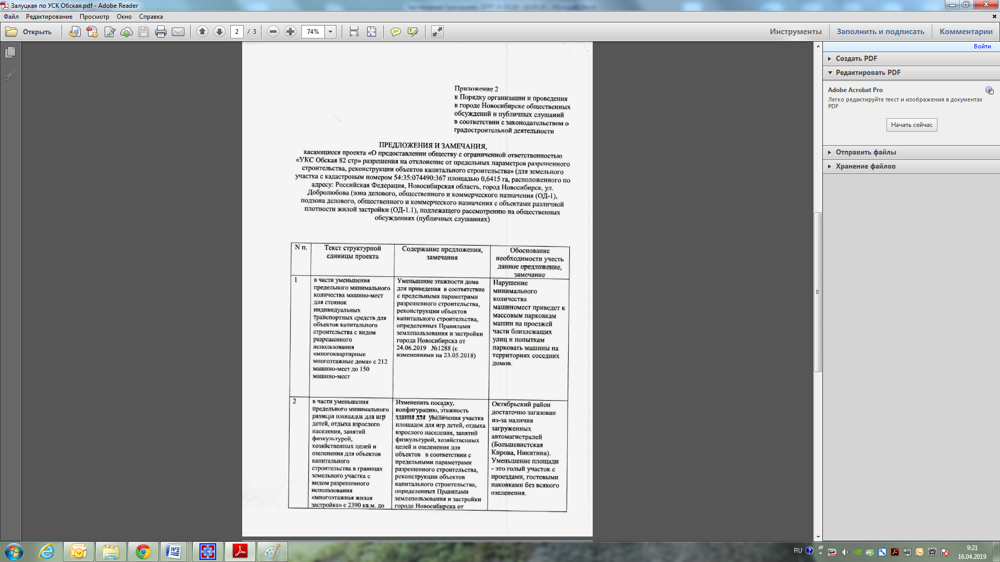 Залуцкая по УСК Обская.pdf - Adobe Reader
Файл Редактирование Просмотр Окно Справка
Открыть 2 / 3 74% Инструменты Заполнить и подписать Комментарии
Войти
Создать PDF
Редактировать PDF
Adobe Acrobat Pro
Легко редактируйте текст и изображения в документах
PDF
Начать сейчас
Отправить файлы
Хранение файлов
Приложение 2
к Порядку организации и проведения
в городе Новосибирске общественных
обсуждений и публичных слушаний
в соответствии с законодательством о
градостроительной деятельности
ПРЕДЛОЖЕНИЯ И ЗАМЕЧАНИЯ,
касающиеся проекта «О предоставлении обществу с ограниченной ответственностью
«УКС Обская 82 стр» разрешения на отклонение от предельных параметров разрешенного
строительства, реконструкции объектов капитального строительства» (для земельного
участка с кадастровым номером 54:35:074490:367 площадью 0,6415 га, расположенного по
адресу: Российская Федерация, Новосибирская область, город Новосибирск, ул.
Добролюбова (зона делового, общественного и коммерческого назначения (ОД-1),
подзона делового, общественного и коммерческого назначения с объектами различной
плотности жилой застройки (ОД-1.1), подлежащего рассмотрению на общественных
обсуждениях (публичных слушаниях)
N п.
Текст структурной
единицы проекта
Содержание предложения,
замечания
Обоснование
необходимости учесть
данное предложение,
замечание
1
в части уменьшения
предельного минимального
количества машино-мест
для стоянок
индивидуальных
транспортных средств для
объектов капитального
строительства с видом
разрешенного
использования
«многоквартирные
многоэтажные дома» с 212
машино-мест до 150
машино-мест
Уменьшение этажности дома
для приведения в соответствие
с предельными параметрами
разрешенного строительства,
реконструкции объектов
капитального строительства,
определенных Правилами
землепользования и застройки
города Новосибирска от
24.06.2019 №1288 (с
изменениями на 23.05.2018)
Нарушение
минимального
количества
машиномест приведет к
массовым парковкам
машин на проезжей
части близлежащих
улиц и попыткам
парковать машины на
территориях соседних
домов.
2
в части уменьшения
предельного минимального
размера площадок для игр
детей, отдыха взрослого
населения, занятий
физкультурой,
хозяйственных целей и
озеленения для объектов
капитального
строительства в границах
земельного участка с
видом разрешенного
использования
«многоэтажная жилая
застройка» с 2390 кв.м. до
Измененить посадку,
конфигурацию, этажность
здания для увеличения участка
площадок для игр детей, отдыха
взрослого населения, занятий
физкультурой, хозяйственных
целей и озеленения для
объектов в соответствии с
предельными параметрами
разрешенного строительства,
реконструкции объектов
капитального строительства,
определенных Правилами
землепользования и застройки
города Новосибирска от
Октябрьский район
достаточно загазован
из-за наличия
загруженных
автомагистралей
(Большевистская
Кирова, Никитина).
Уменьшение площади
- это голый участок с
проездами, гостевыми
паковками без всякого
озеленения.
RU
9:21
16.04.2019